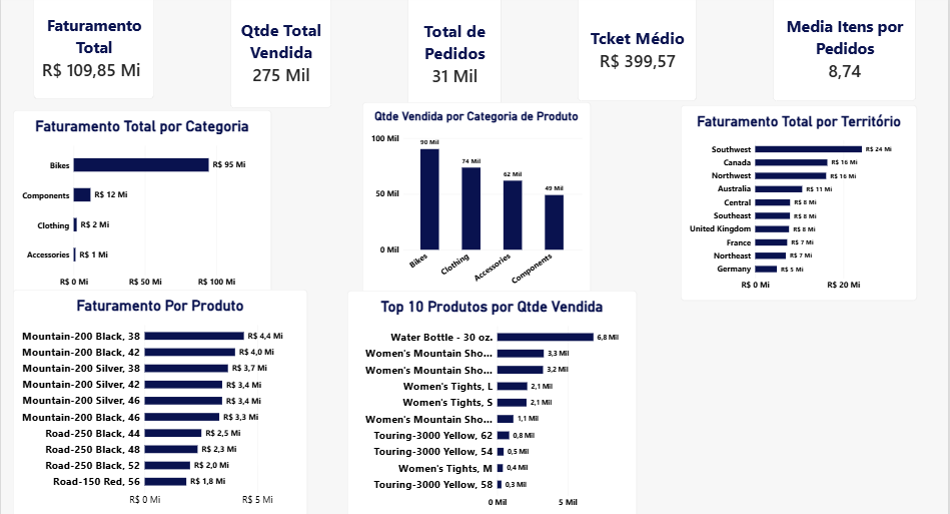 Faturamento
Total
R$ 109,85 Mi
Qtde Total
Vendida
275 Mil
Total de
Pedidos
31 Mil
Tcket Médio
R$ 399,57
Media Itens por
Pedidos
8,74
Faturamento Total por Categoria
Bikes R$ 95 Mi
Components R$ 12 Mi
Clothing R$ 2 Mi
Accessories R$ 1 Mi
R$ 0 Mi R$ 50 Mi R$ 100 Mi
Qtde Vendida por Categoria de Produto
100 Mil
50 Mil
0 Mil
90 Mil
74 Mil
62 Mil
49 Mil
Bikes
Clothing
Accessories
Components
Faturamento Total por Território
Southwest R$ 24 Mi
Canada R$ 16 Mi
Northwest R$ 16 Mi
Australia R$ 11 Mi
Central R$ 8 Mi
Southeast R$ 8 Mi
United Kingdom R$ 8 Mi
France R$ 7 Mi
Northeast R$ 7 Mi
Germany R$ 5 Mi
R$ 0 Mi R$ 20 Mi
Faturamento Por Produto
Mountain-200 Black, 38 R$ 4,4 Mi
Mountain-200 Black, 42 R$ 4,0 Mi
Mountain-200 Silver, 38 R$ 3,7 Mi
Mountain-200 Silver, 42 R$ 3,4 Mi
Mountain-200 Silver, 46 R$ 3,4 Mi
Mountain-200 Black, 46 R$ 3,3 Mi
Road-250 Black, 44 R$ 2,5 Mi
Road-250 Black, 48 R$ 2,3 Mi
Road-250 Black, 52 R$ 2,0 Mi
Road-150 Red, 56 R$ 1,8 Mi
R$ 0 Mi R$ 5 Mi
Top 10 Produtos por Qtde Vendida
Water Bottle - 30 oz. 6,8 Mil
Women's Mountain Sho... 3,3 Mil
Women's Mountain Sho... 3,2 Mil
Women's Tights, L 2,1 Mil
Women's Tights, S 2,1 Mil
Women's Mountain Sho... 1,1 Mil
Touring-3000 Yellow, 62 0,8 Mil
Touring-3000 Yellow, 54 0,5 Mil
Women's Tights, M 0,4 Mil
Touring-3000 Yellow, 58 0,3 Mil
0 Mil 5 Mil